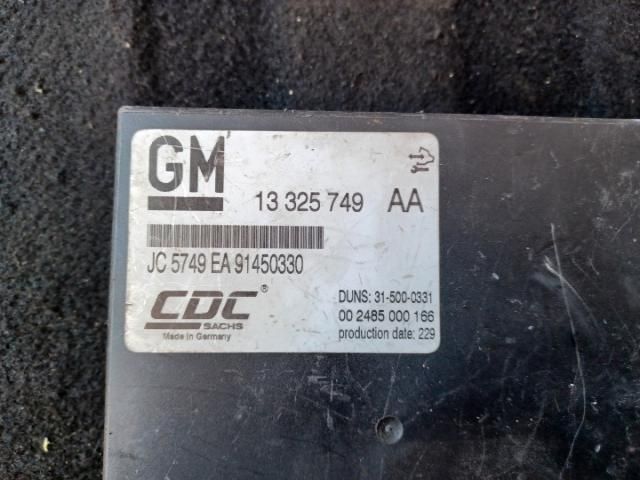 GM
13 325 749 AA
JC 5749 EA 91450330
CDC®
SACHS
Made in Germany
DUNS: 31-500-0331
00 2485 000 166
production date: 229